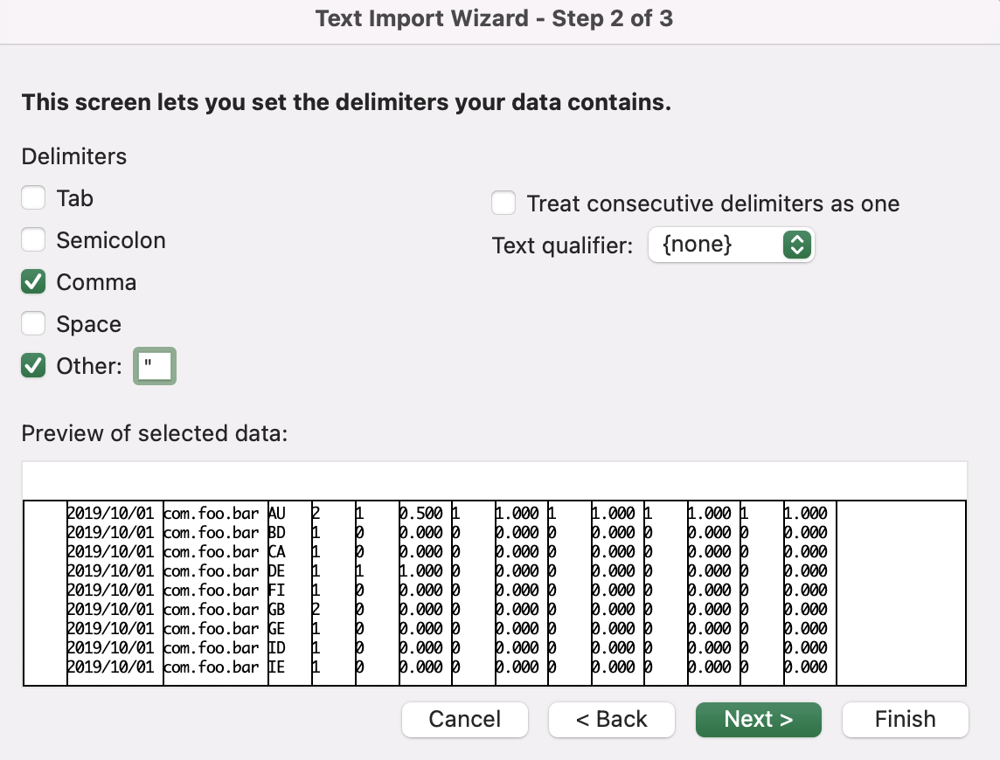 Text Import Wizard - Step 2 of 3
This screen lets you set the delimiters your data contains.
Delimiters
Tab
Semicolon
Comma
Space
Other: "
Treat consecutive delimiters as one
Text qualifier: {none}
Preview of selected data:
2019/10/01 com.foo.bar AU 2 1 0.500 1 1.000 1 1.000 1 1.000 1 1.000
2019/10/01 com.foo.bar BD 1 0 0.000 0 0.000 0 0.000 0 0.000 0 0.000
2019/10/01 com.foo.bar CA 1 0 0.000 0 0.000 0 0.000 0 0.000 0 0.000
2019/10/01 com.foo.bar DE 1 1 1.000 0 0.000 0 0.000 0 0.000 0 0.000
2019/10/01 com.foo.bar FI 1 0 0.000 0 0.000 0 0.000 0 0.000 0 0.000
2019/10/01 com.foo.bar GB 2 0 0.000 0 0.000 0 0.000 0 0.000 0 0.000
2019/10/01 com.foo.bar GE 1 0 0.000 0 0.000 0 0.000 0 0.000 0 0.000
2019/10/01 com.foo.bar ID 1 0 0.000 0 0.000 0 0.000 0 0.000 0 0.000
2019/10/01 com.foo.bar IE 1 0 0.000 0 0.000 0 0.000 0 0.000 0 0.000
Cancel < Back Next > Finish